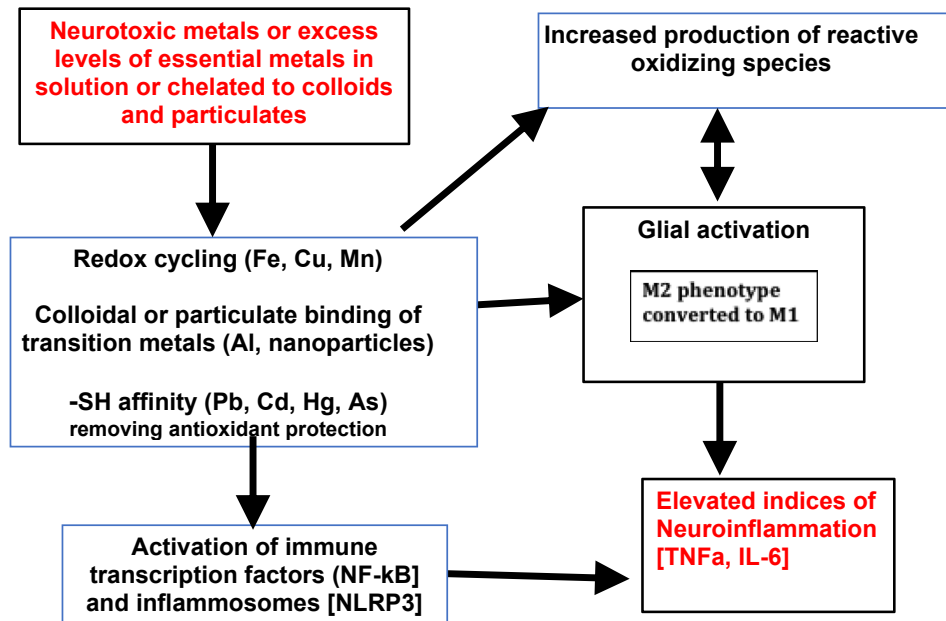 Neurotoxic metals or excess
levels of essential metals in
solution or chelated to colloids
and particulates
Increased production of reactive
oxidizing species
Redox cycling (Fe, Cu, Mn)
Colloidal or particulate binding of
transition metals (Al, nanoparticles)
-SH affinity (Pb, Cd, Hg, As)
removing antioxidant protection
Glial activation
M2 phenotype
converted to M1
Activation of immune
transcription factors (NF-kB]
and inflammosomes [NLRP3]
Elevated indices of
Neuroinflammation
[TNFa, IL-6]